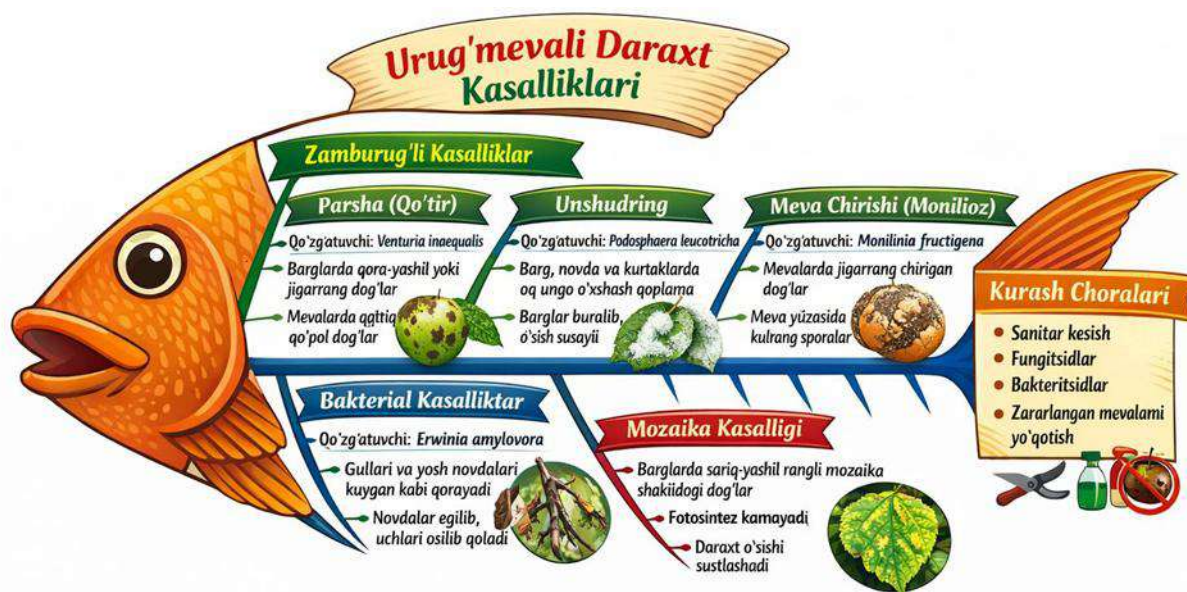 Urug'mevali Daraxt
Kasalliklari
Zamburug'li Kasalliklar
Parsha (Qo'tir)
Qo'zg'atuvchi: Venturia inaequalis
Barglarda qora-yashil yoki
jigarrang dog'lar
Mevalarda qattiq
qo'pol dog'lar
Unshudring
Qo'zg'atuvchi: Podosphaera leucotricha
Barg, novda va kurtaklarda
oq ungo o'xshash qoplama
Barglar buralib,
o'sish susayii
Meva Chirishi (Monilioz)
Qo'zg'atuvchi: Monilinia fructigena
Mevalarda jigarrang chirigan
dog'lar
Meva yúzasida
kulrang sporalar
Bakterial Kasalliktar
Qo'zg'atuvchi: Erwinia amylovora
Gullari va yosh novdalari
kuygan kabi qorayadi
Novdalar egilib,
uchlari osilib qoladi
Mozaika Kasalligi
Barglarda sariq-yashil rangli mozaika
shakiidogi dog'lar
Fotosintez kamayadi
Daraxt o'sishi
sustlashadi
Kurash Choralari
Sanitar kesish
Fungitsidlar
Bakteritsidlar
Zararlangan mevalami
yo'qotish